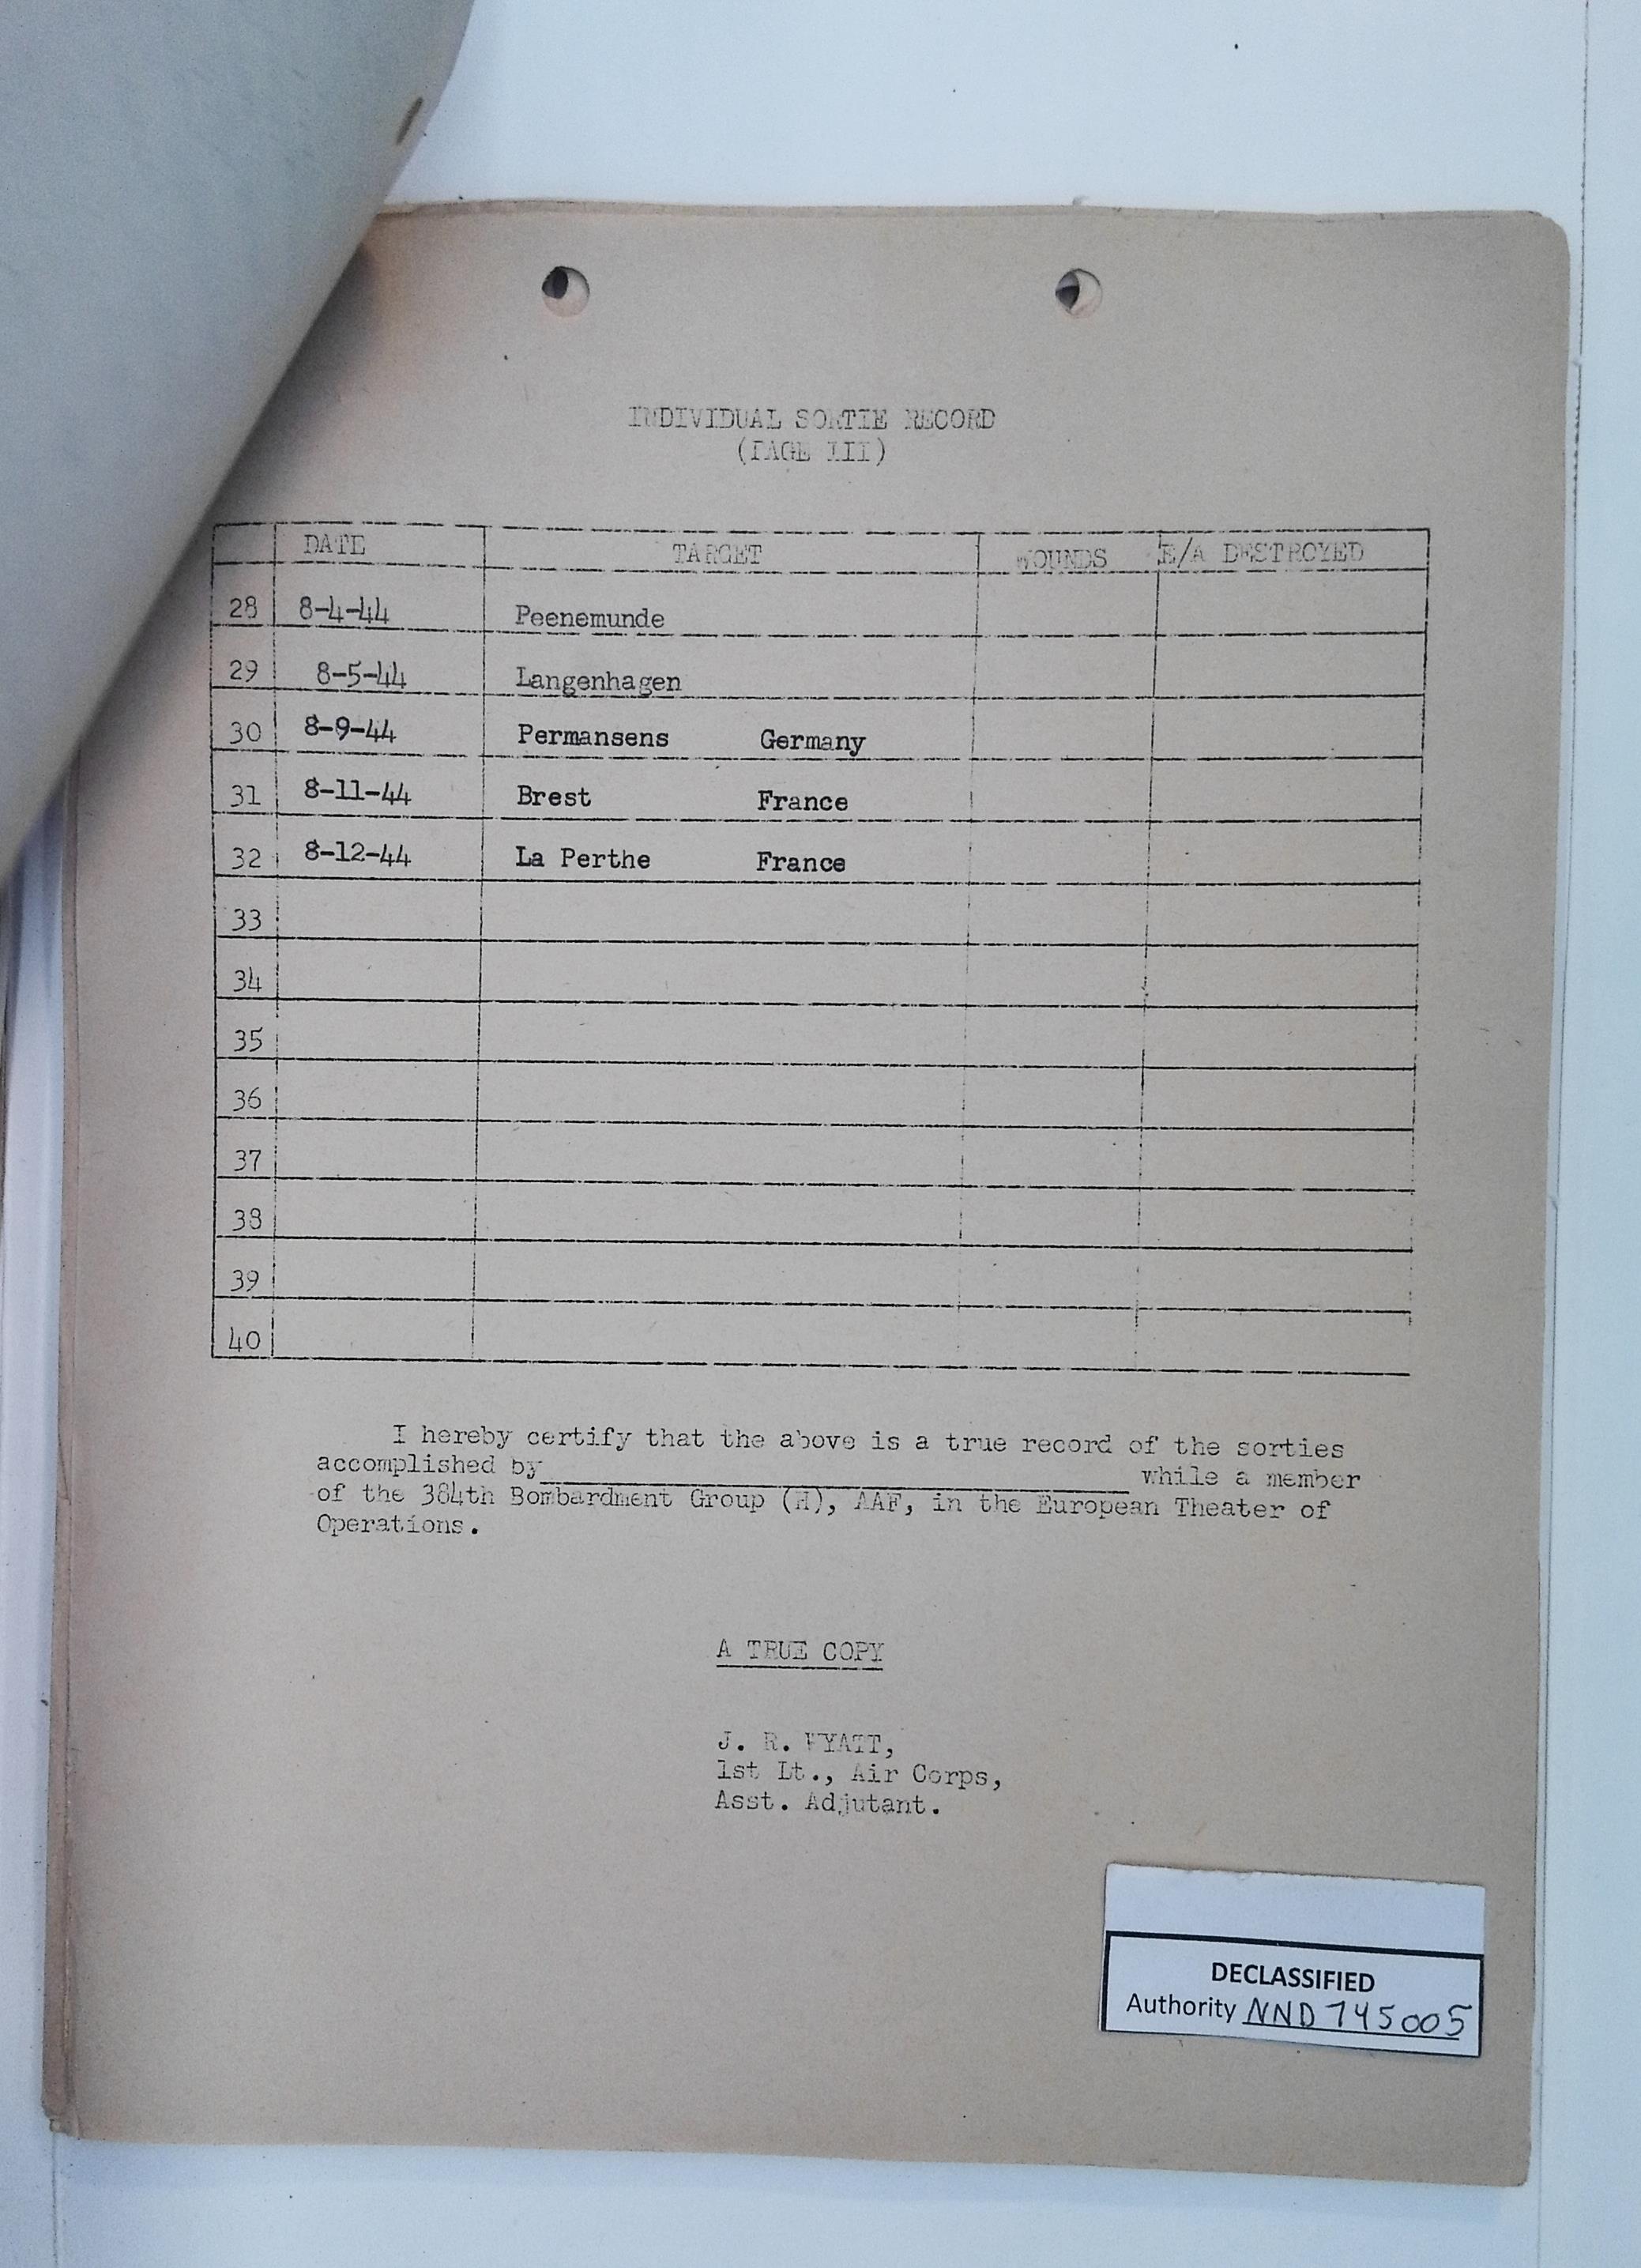 INDIVIDUAL SORTIE RECORD
(PAGE III)
DATE TARGET WOUNDS E/A DESTROYED
28 8-4-44 Peenemunde
29 8-5-44 Langenhagen
30 8-9-44 Permansens Germany
31 8-11-44 Brest France
32 8-12-44 La Perthe France
33
34
35
36
37
38
39
40
I hereby certify that the above is a true record of the sorties
accomplished by while a member
of the 384th Bombardment Group (H), AAF, in the European Theater of
Operations.
A TRUE COPY
J. R. WYATT,
1st Lt., Air Corps,
Asst. Adjutant.
DECLASSIFIED
Authority NND 745005